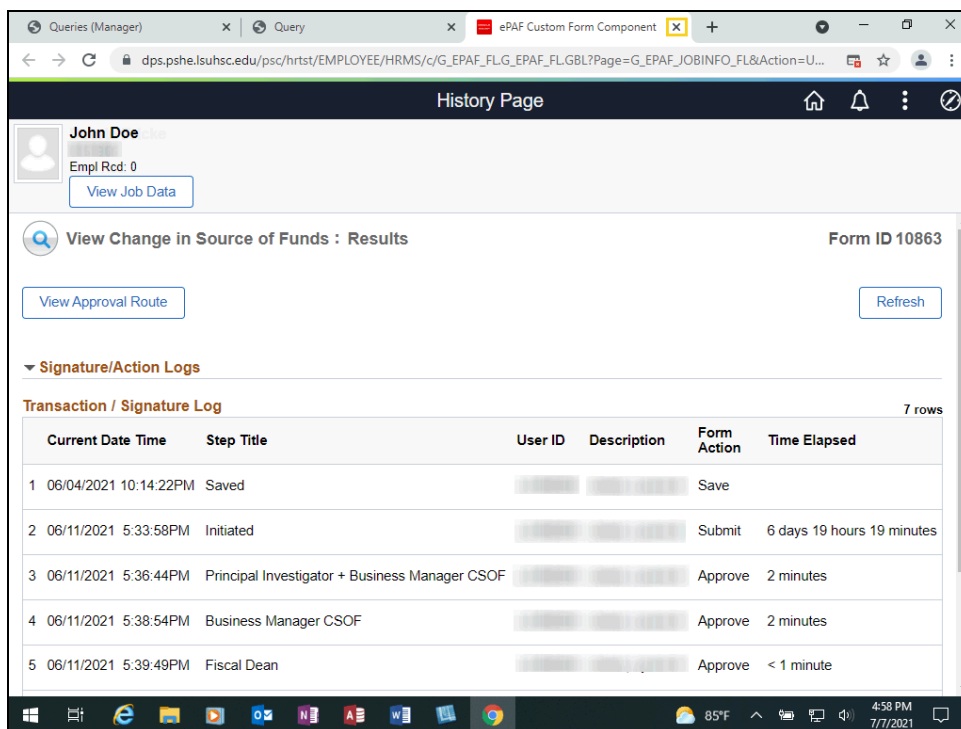 Queries (Manager)
Query
ePAF Custom Form Component
dps.pshe.lsuhsc.edu/psc/hrtst/EMPLOYEE/HRMS/c/G_EPAF_FL.G_EPAF_FL.GBL?Page=G_EPAF_JOBINFO_FL&Action=U...
History Page
John Doe
Empl Rcd: 0
View Job Data
View Change in Source of Funds : Results
Form ID 10863
View Approval Route
Refresh
Signature/Action Logs
Transaction / Signature Log
7 rows
Current Date Time Step Title User ID Description Form Action Time Elapsed
1 06/04/2021 10:14:22PM Saved Save
2 06/11/2021 5:33:58PM Initiated Submit 6 days 19 hours 19 minutes
3 06/11/2021 5:36:44PM Principal Investigator + Business Manager CSOF Approve 2 minutes
4 06/11/2021 5:38:54PM Business Manager CSOF Approve 2 minutes
5 06/11/2021 5:39:49PM Fiscal Dean Approve < 1 minute
85°F
4:58 PM
7/7/2021